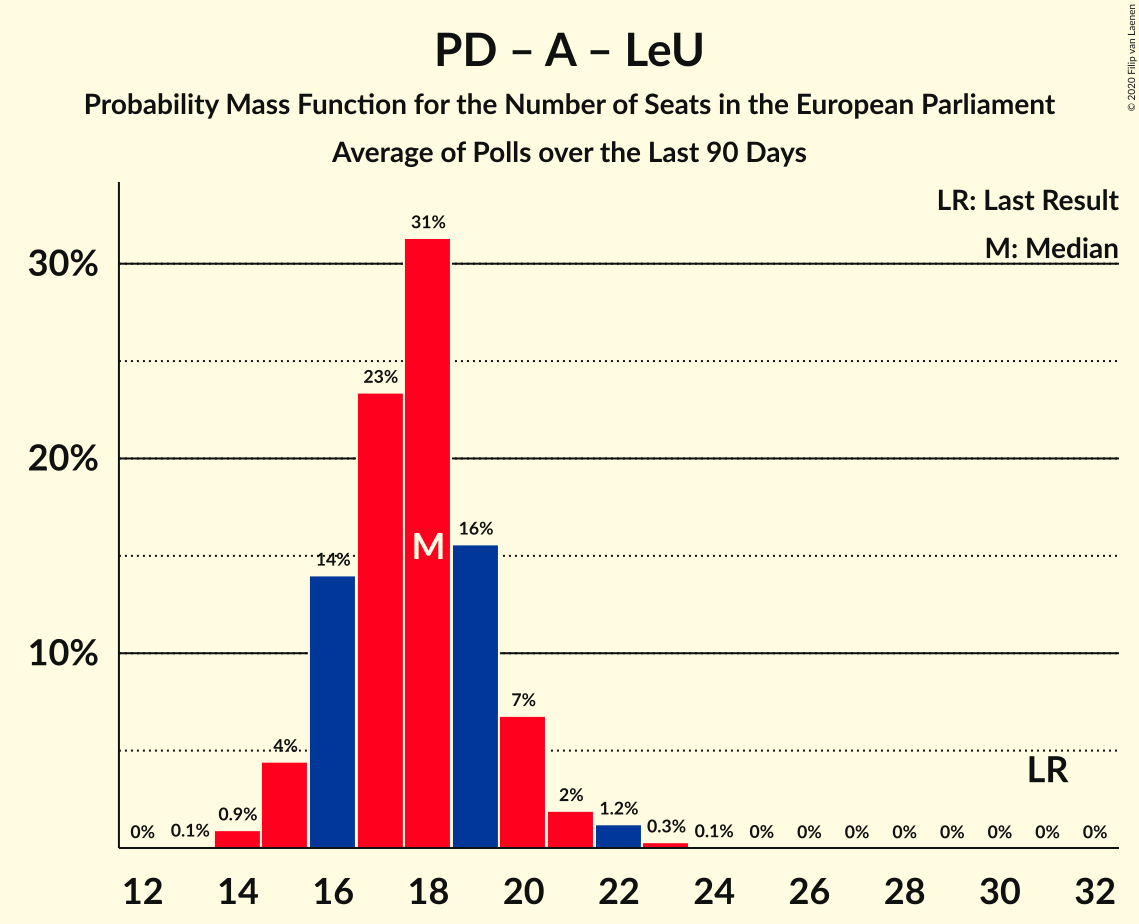 PD – A – LeU
Probability Mass Function for the Number of Seats in the European Parliament
Average of Polls over the Last 90 Days
© 2020 Filip van Laenen
LR: Last Result
M: Median
30%
20%
10%
0%
0.1%
0.9%
4%
14%
23%
31%
16%
7%
2%
1.2%
0.3%
0.1%
0%
0%
0%
0%
0%
0%
0%
0%
M
LR
12 14 16 18 20 22 24 26 28 30 32